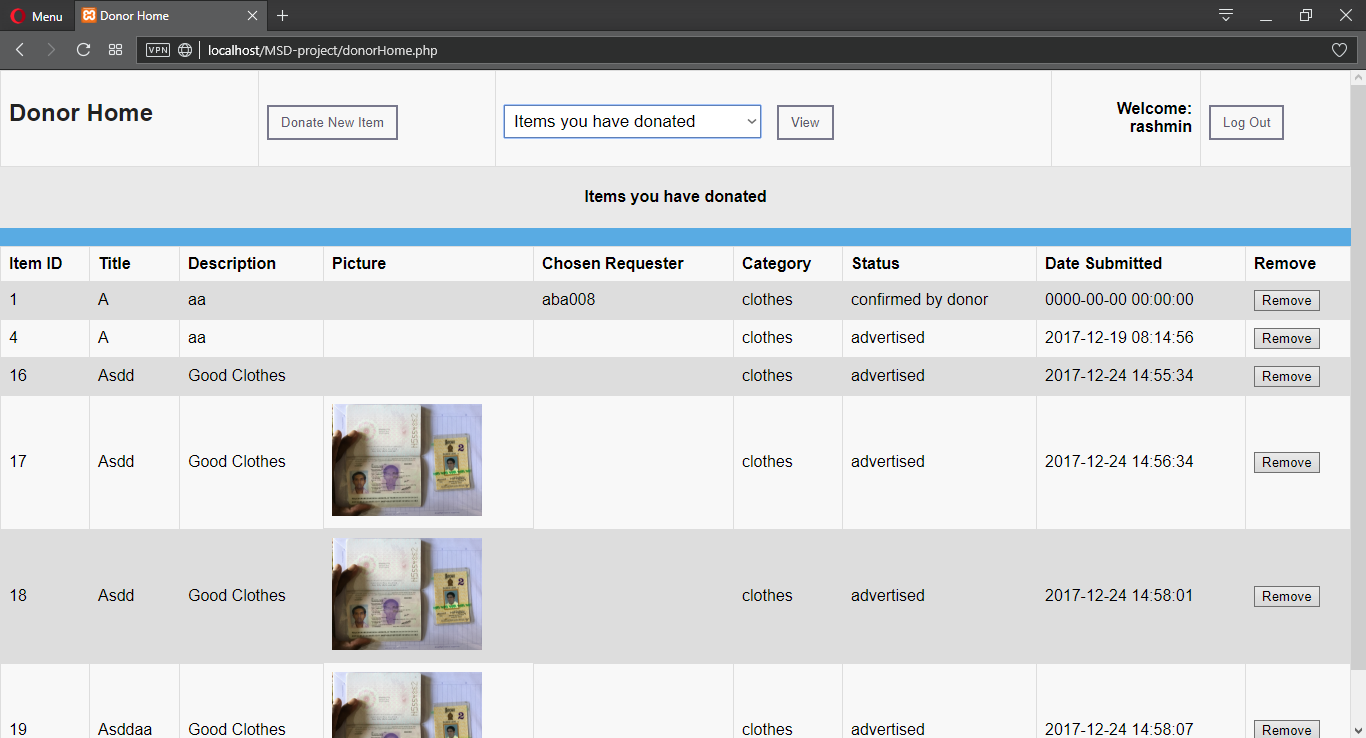 Menu Donor Home
VPN localhost/MSD-project/donorHome.php
Donor Home Donate New Item Items you have donated View Welcome: rashmin Log Out
Items you have donated
Item ID Title Description Picture Chosen Requester Category Status Date Submitted Remove
1 A aa aba008 clothes confirmed by donor 0000-00-00 00:00:00 Remove
4 A aa clothes advertised 2017-12-19 08:14:56 Remove
16 Asdd Good Clothes clothes advertised 2017-12-24 14:55:34 Remove
17 Asdd Good Clothes clothes advertised 2017-12-24 14:56:34 Remove
18 Asdd Good Clothes clothes advertised 2017-12-24 14:58:01 Remove
19 Asddaa Good Clothes clothes advertised 2017-12-24 14:58:07 Remove